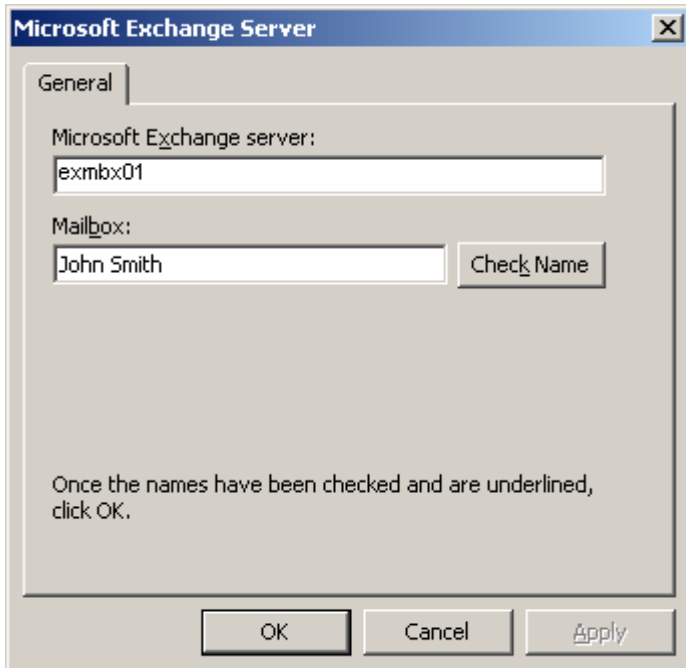 Microsoft Exchange Server
General
Microsoft Exchange server:
exmbx01
Mailbox:
John Smith
Check Name
Once the names have been checked and are underlined,
click OK.
OK
Cancel
Apply